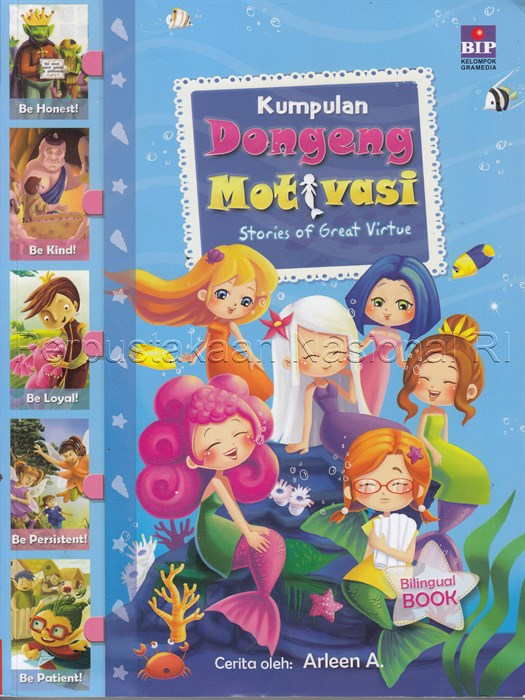 BIP
KELOMPOK
GRAMEDIA
Kumpulan
Dongeng
Motivasi
Stories of Great Virtue
Be Honest!
Be Kind!
Be Loyal!
Be Persistent!
Be Patient!
Perpustakaan Nasional RI
Bilingual
BOOK
Cerita oleh: Arleen A.